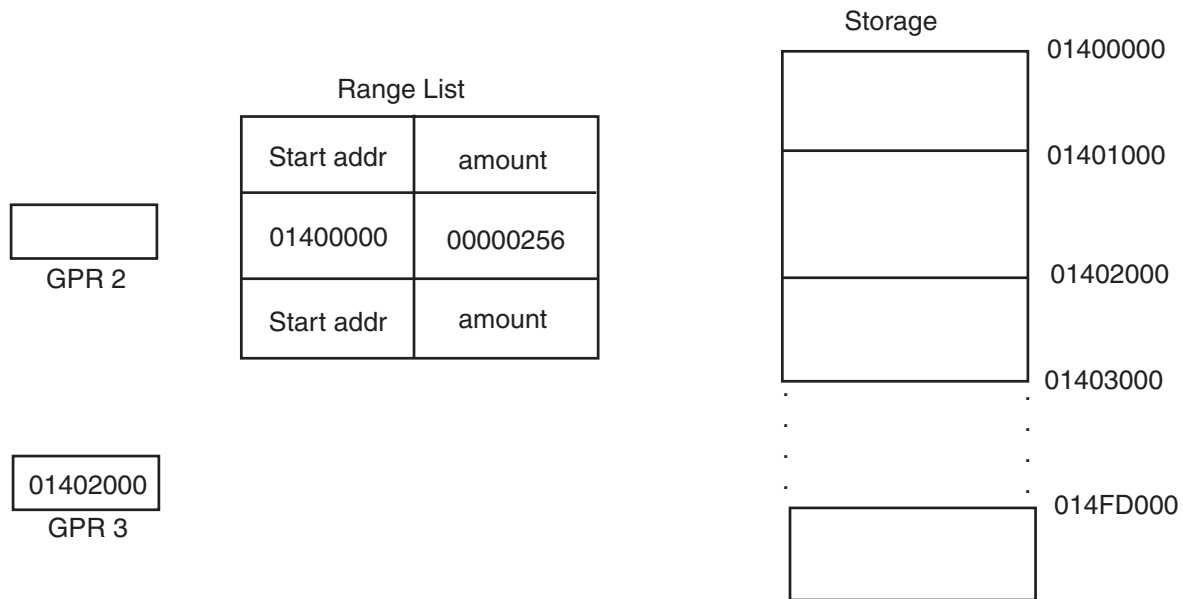 Storage
01400000
Range List
Start addr amount
01401000
01400000 00000256
GPR 2
01402000
Start addr amount
01403000
01402000
GPR 3
.
.
.
.
.
.
.
.
014FD000